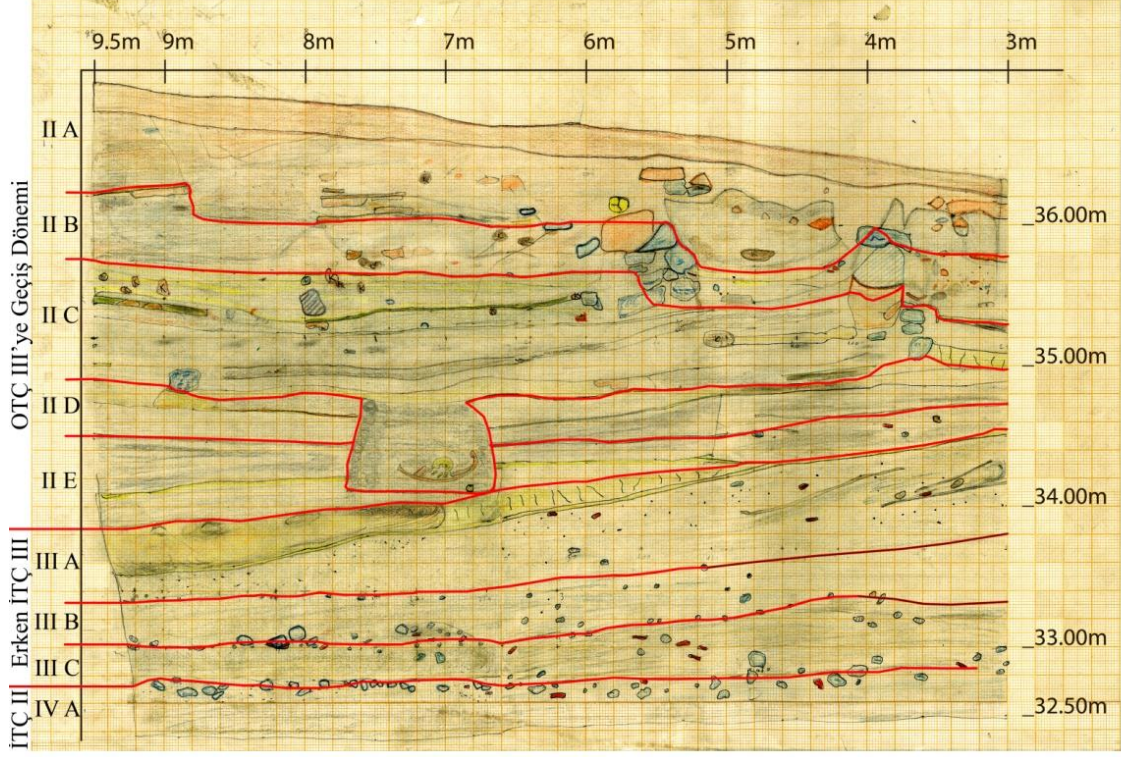 9.5m 9m 8m 7m 6m 5m 4m 3m
II A
II B
36.00m
II C
35.00m
II D
II E
34.00m
III A
III B
33.00m
III C
IV A
32.50m
OTÇ III'ye Geçiş Dönemi
Erken İTÇ III
İTÇ II